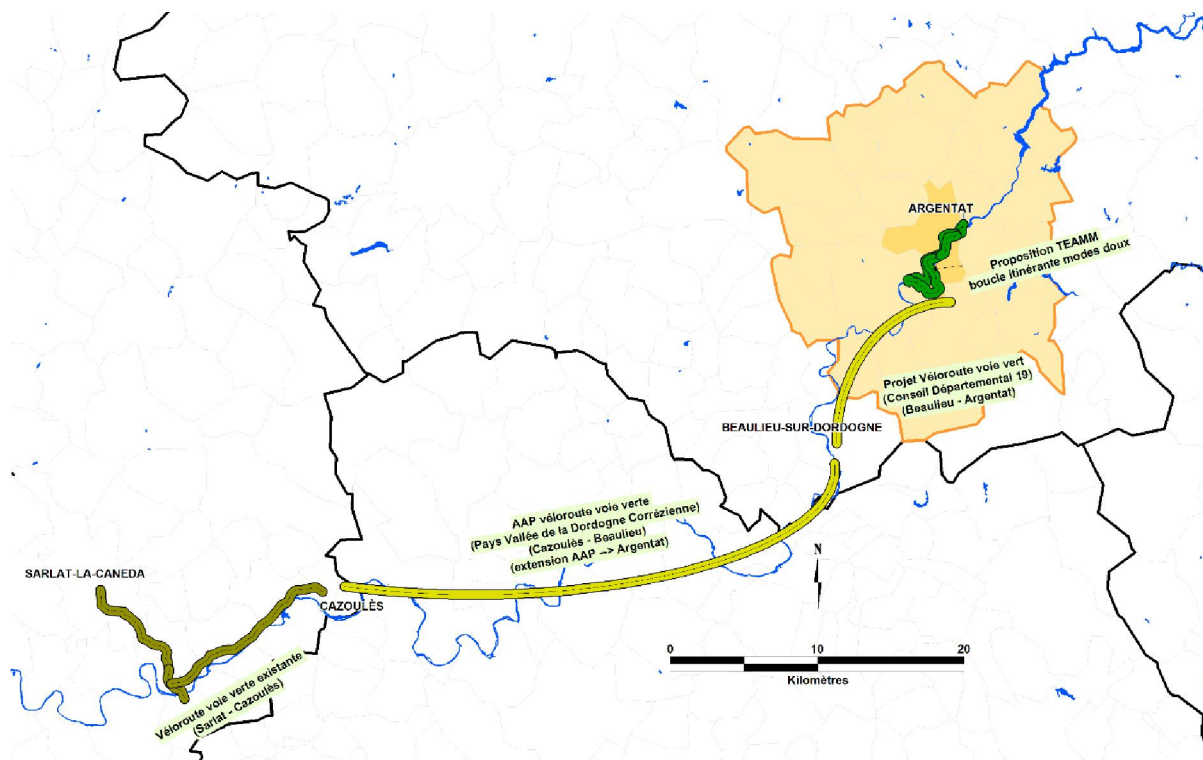 ARGENTAT
Proposition TEAMM
boucle itinérante modes doux
Projet Véloroute voie vert
(Conseil Départemental 19)
(Beaulieu - Argentat)
BEAULIEU-SUR-DORDOGNE
AAP véloroute voie verte
(Pays Vallée de la Dordogne Corrézienne)
(Cazoulès - Beaulieu)
(extension AAP --> Argentat)
SARLAT-LA-CANEDA
CAZOULÈS
Véloroute voie verte existante
(Sarlat - Cazoulès)
N
0 10 20
Kilomètres